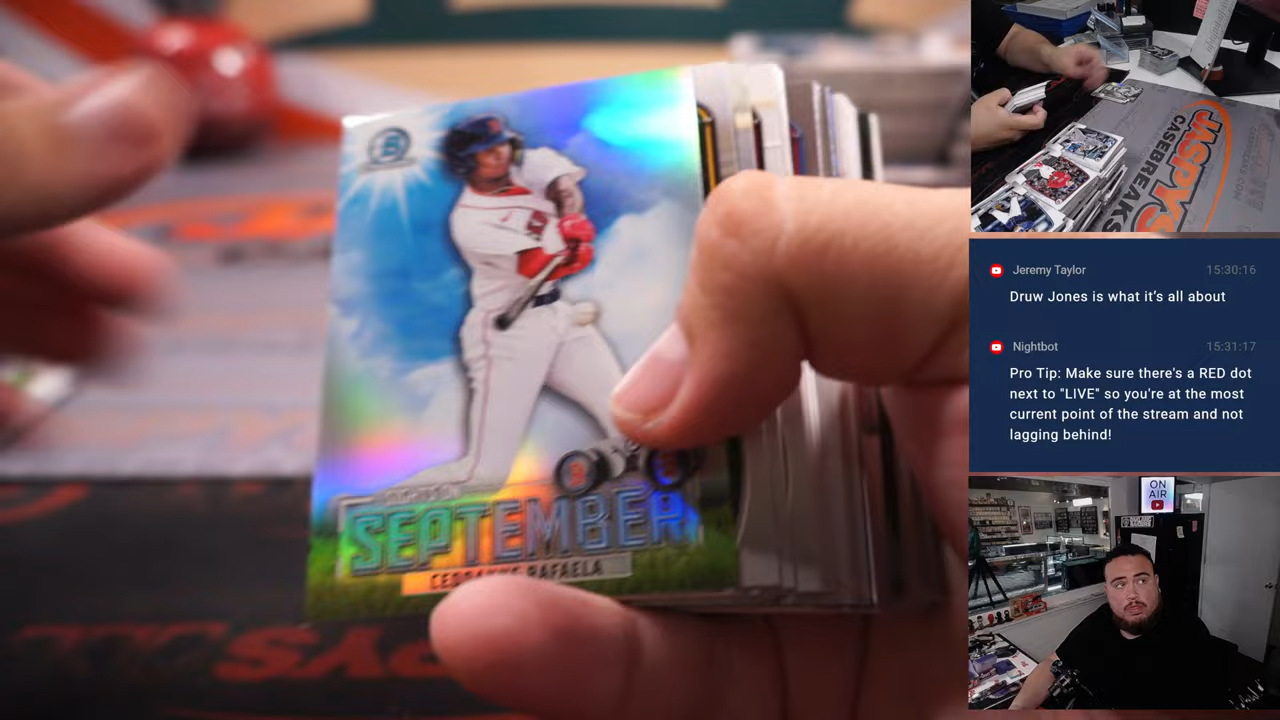 B
SEPTEMBER
CEDDANNE RAFAELA
PYS
JASPYS
CASEBREAKS
Jeremy Taylor 15:30:16
Druw Jones is what it's all about
Nightbot 15:31:17
Pro Tip: Make sure there's a RED dot
next to "LIVE" so you're at the most
current point of the stream and not
lagging behind!
ON
AIR